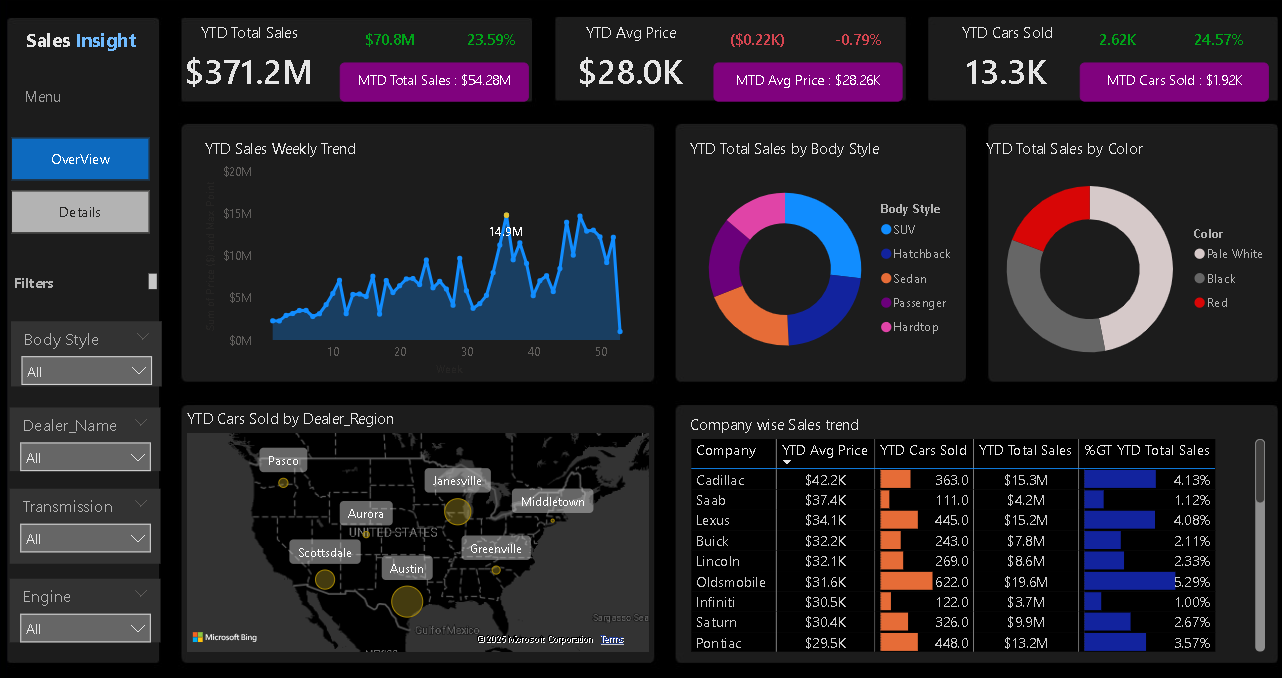 Sales Insight
Menu
OverView
Details
Filters
Body Style
All
Dealer_Name
All
Transmission
All
Engine
All
YTD Total Sales
$70.8M 23.59%
$371.2M
MTD Total Sales : $54.28M
YTD Avg Price
($0.22K) -0.79%
$28.0K
MTD Avg Price : $28.26K
YTD Cars Sold
2.62K 24.57%
13.3K
MTD Cars Sold : $1.92K
YTD Sales Weekly Trend
$20M
$15M
$10M
$5M
$0M
14.9M
10 20 30 40 50
Week
YTD Total Sales by Body Style
Body Style
SUV
Hatchback
Sedan
Passenger
Hardtop
YTD Total Sales by Color
Color
Pale White
Black
Red
YTD Cars Sold by Dealer_Region
Pasco
Janesville
Middletown
Aurora
UNITED STATES
Scottsdale
Greenville
Austin
Sargasso Sea
Gulf of Mexico
Microsoft Bing
© 2025 Microsoft Corporation Terms
Company wise Sales trend
Company YTD Avg Price YTD Cars Sold YTD Total Sales %GT YTD Total Sales
Cadillac $42.2K 363.0 $15.3M 4.13%
Saab $37.4K 111.0 $4.2M 1.12%
Lexus $34.1K 445.0 $15.2M 4.08%
Buick $32.2K 243.0 $7.8M 2.11%
Lincoln $32.1K 269.0 $8.6M 2.33%
Oldsmobile $31.6K 622.0 $19.6M 5.29%
Infiniti $30.5K 122.0 $3.7M 1.00%
Saturn $30.4K 326.0 $9.9M 2.67%
Pontiac $29.5K 448.0 $13.2M 3.57%